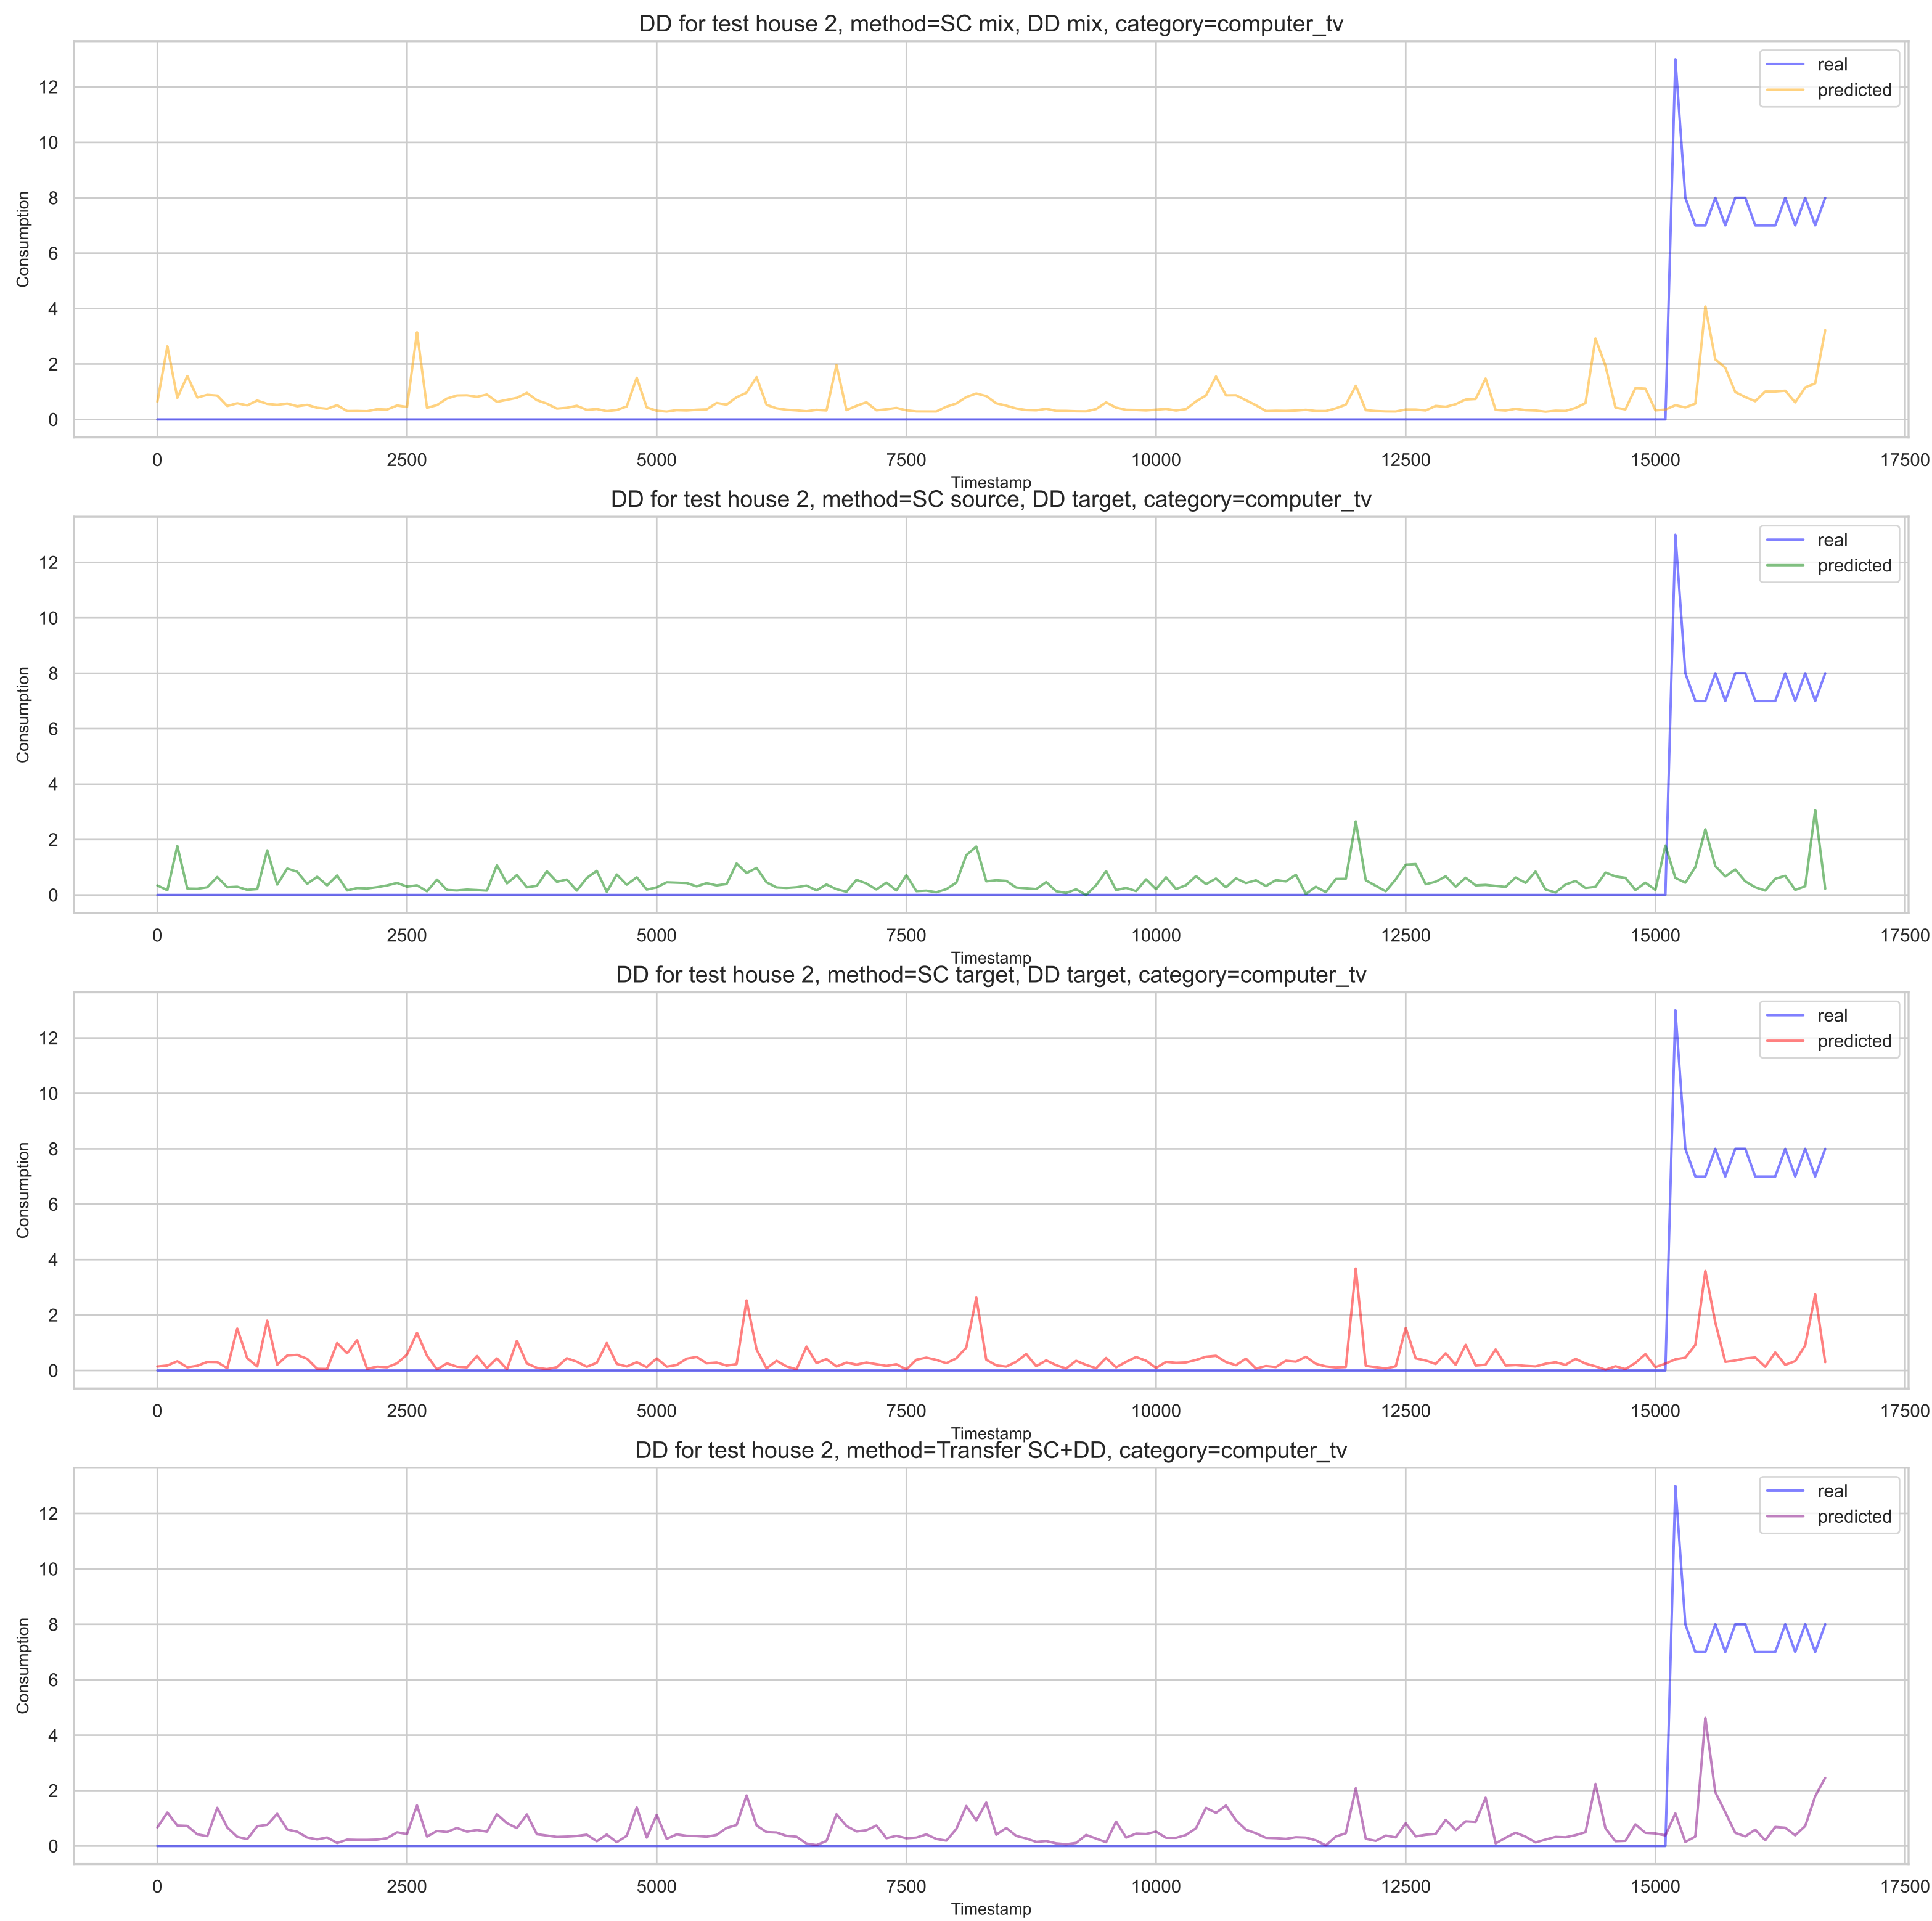 DD for test house 2, method=SC mix, DD mix, category=computer_tv
real
predicted
12
10
8
6
4
2
0
Consumption
0 2500 5000 7500 10000 12500 15000 17500
Timestamp
DD for test house 2, method=SC source, DD target, category=computer_tv
real
predicted
12
10
8
6
4
2
0
Consumption
0 2500 5000 7500 10000 12500 15000 17500
Timestamp
DD for test house 2, method=SC target, DD target, category=computer_tv
real
predicted
12
10
8
6
4
2
0
Consumption
0 2500 5000 7500 10000 12500 15000 17500
Timestamp
DD for test house 2, method=Transfer SC+DD, category=computer_tv
real
predicted
12
10
8
6
4
2
0
Consumption
0 2500 5000 7500 10000 12500 15000 17500
Timestamp